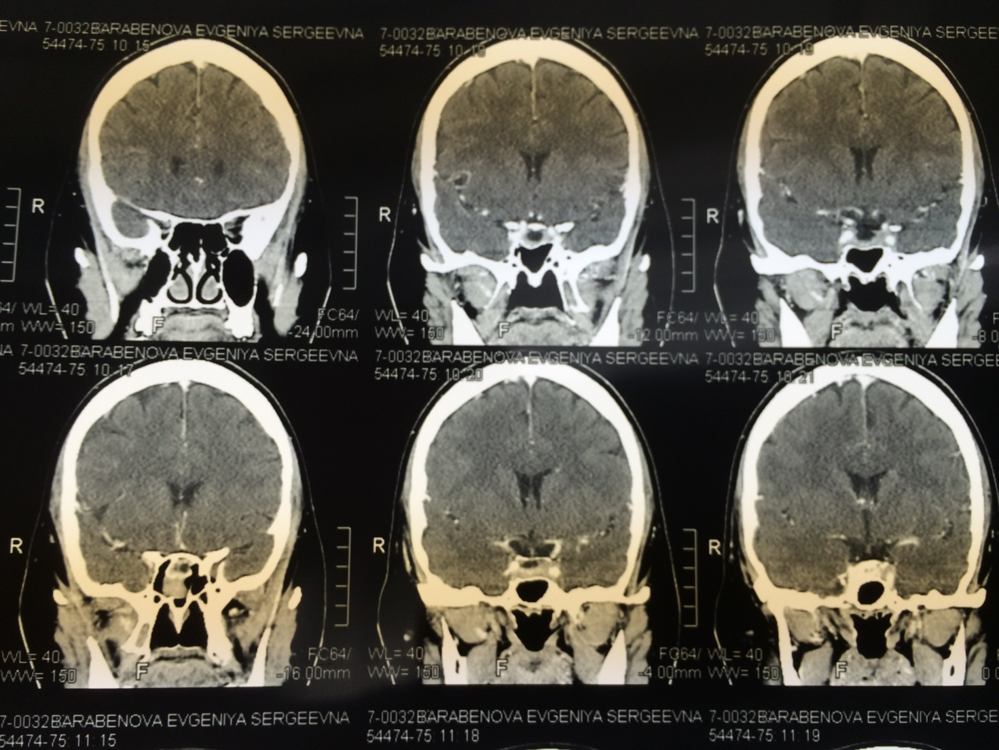 EVNA 7-0032BARABENOVA EVGENIYA SERGEEVNA
54474-75: 10:15
7-0032BARABENOVA EVGENIYA SERGEEVNA
54474-75: 10:18
7-0032BARABENOVA EVGENIYA SERGEE
54474-75: 10:19
R
R
R
64/
m
WL= 40
WW= 150
F
FC64/
-24.00mm
WL= 40
WW= 150
F
FC64/
-12.00mm
WL= 40
WW= 150
F
F
-8.0
NA 7-0032BARABENOVA EVGENIYA SERGEEVNA
54474-75: 10:17
7-0032BARABENOVA EVGENIYA SERGEEVNA
54474-75: 10:20
7-0032BARABENOVA EVGENIYA SERGEE
54474-75: 10:21
R
R
R
WL= 40
WW= 150
F
FC64/
-16.00mm
WL= 40
WW= 150
F
FC64/
-4.00mm
WL= 40
WW= 150
F
F
0.0
7-0032BARABENOVA EVGENIYA SERGEEVNA
54474-75: 11:15
7-0032BARABENOVA EVGENIYA SERGEEVNA
54474-75: 11:18
7-0032BARABENOVA EVGENIYA SERGE
54474-75: 11:19